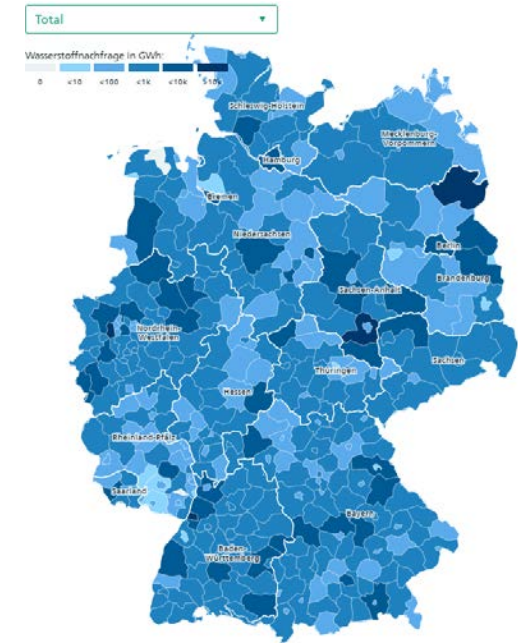 Total
Wasserstoffnachfrage in GWh:
0 <10 <100 <1k <10k >10k
Schleswig-Holstein
Mecklenburg-
Vorpommern
Hamburg
Bremen
Niedersachsen
Berlin
Brandenburg
Sachsen-Anhalt
Nordrhein-
Westfalen
Sachsen
Thüringen
Hessen
Rheinland-Pfalz
Saarland
Bayern
Baden-
Württemberg